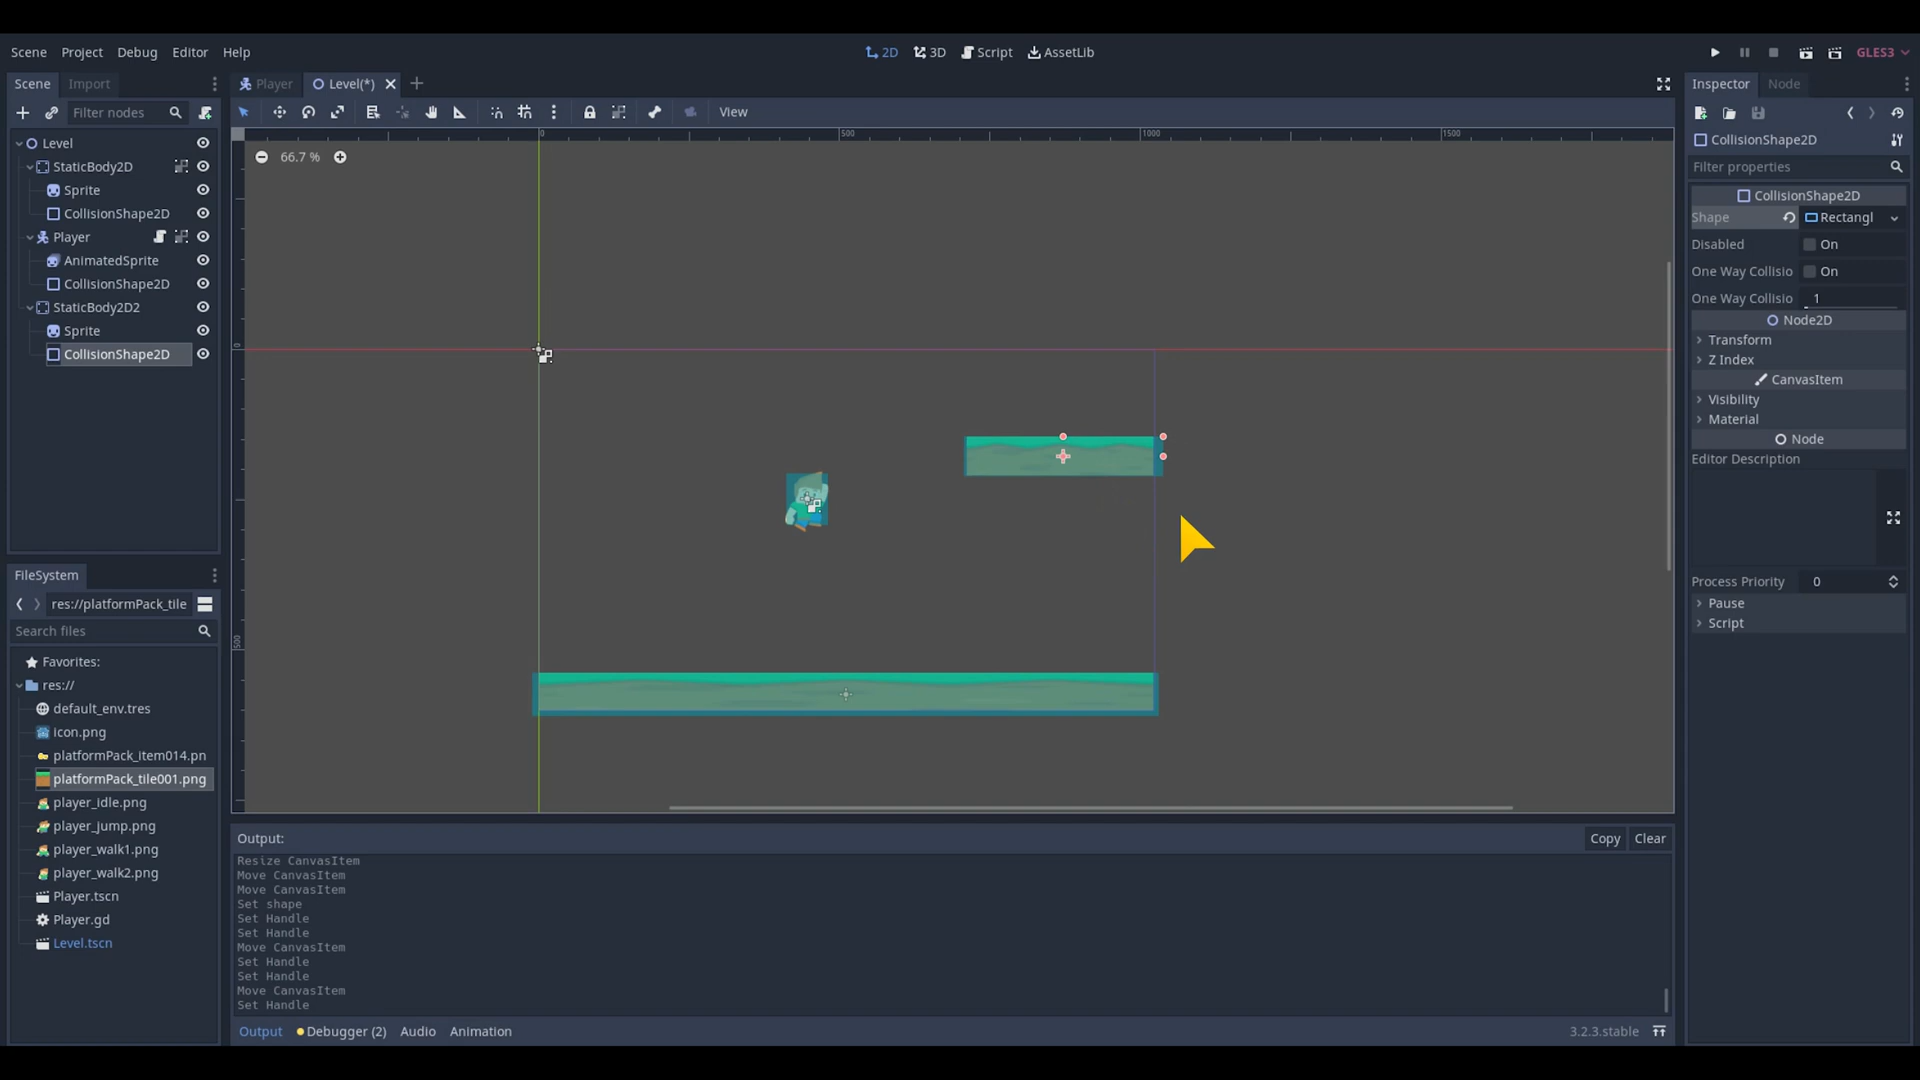 Scene Project Debug Editor Help
2D 3D Script AssetLib
GLES3
Scene Import
Filter nodes
Level
StaticBody2D
Sprite
CollisionShape2D
Player
AnimatedSprite
CollisionShape2D
StaticBody2D2
Sprite
CollisionShape2D
FileSystem
res://platformPack_tile
Search files
Favorites:
res://
default_env.tres
icon.png
platformPack_item014.pn
platformPack_tile001.png
player_idle.png
player_jump.png
player_walk1.png
player_walk2.png
Player.tscn
Player.gd
Level.tscn
Player Level(*)
View
0 500 1000 1500
66.7 %
0
500
Output:
Copy Clear
Resize CanvasItem
Move CanvasItem
Move CanvasItem
Set shape
Set Handle
Set Handle
Move CanvasItem
Set Handle
Set Handle
Move CanvasItem
Set Handle
Output Debugger (2) Audio Animation
3.2.3.stable
Inspector Node
CollisionShape2D
Filter properties
CollisionShape2D
Shape Rectangl
Disabled On
One Way Collisio On
One Way Collisio 1
Node2D
Transform
Z Index
CanvasItem
Visibility
Material
Node
Editor Description
Process Priority 0
Pause
Script